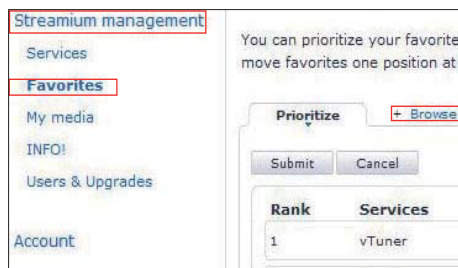 Streamium management
Services
Favorites
My media
INFO!
Users & Upgrades
Account
You can prioritize your favorite
move favorites one position at
Prioritize
+ Browse
Submit Cancel
Rank Services
1 vTuner